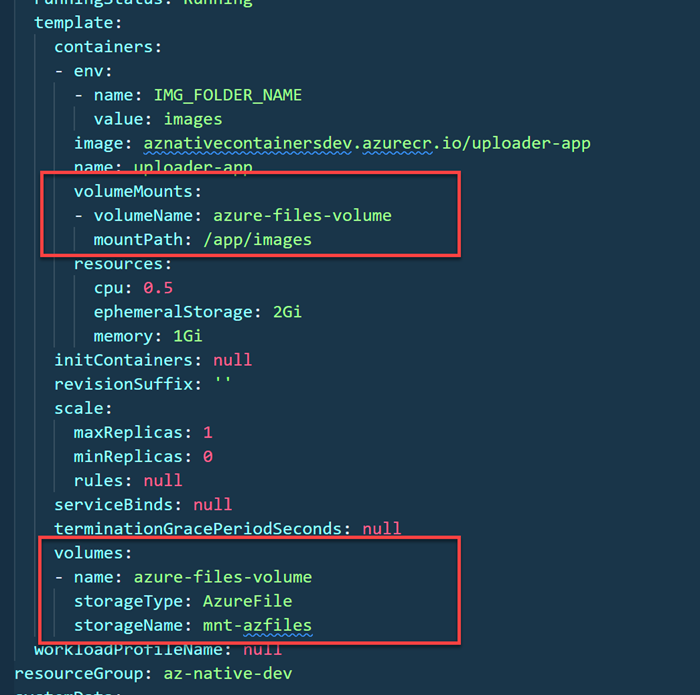 runningStatus: Running
template:
containers:
- env:
- name: IMG_FOLDER_NAME
value: images
image: aznativecontainersdev.azurecr.io/uploader-app
name: uploader-app
volumeMounts:
- volumeName: azure-files-volume
mountPath: /app/images
resources:
cpu: 0.5
ephemeralStorage: 2Gi
memory: 1Gi
initContainers: null
revisionSuffix: ''
scale:
maxReplicas: 1
minReplicas: 0
rules: null
serviceBinds: null
terminationGracePeriodSeconds: null
volumes:
- name: azure-files-volume
storageType: AzureFile
storageName: mnt-azfiles
workloadProfileName: null
resourceGroup: az-native-dev
systemData: